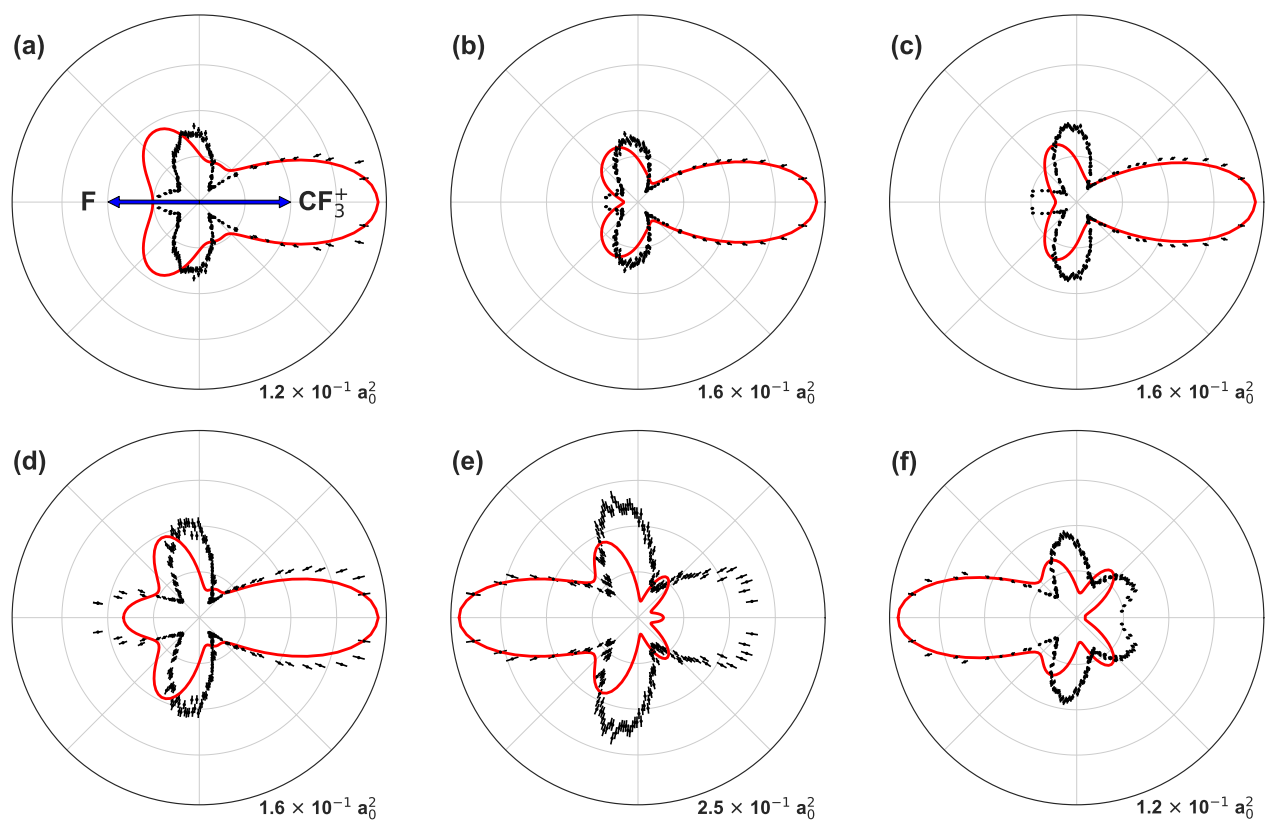 (a)
(b)
(c)
F
CF₃⁺
1.2 × 10⁻¹ a₀²
1.6 × 10⁻¹ a₀²
1.6 × 10⁻¹ a₀²
(d)
(e)
(f)
1.6 × 10⁻¹ a₀²
2.5 × 10⁻¹ a₀²
1.2 × 10⁻¹ a₀²